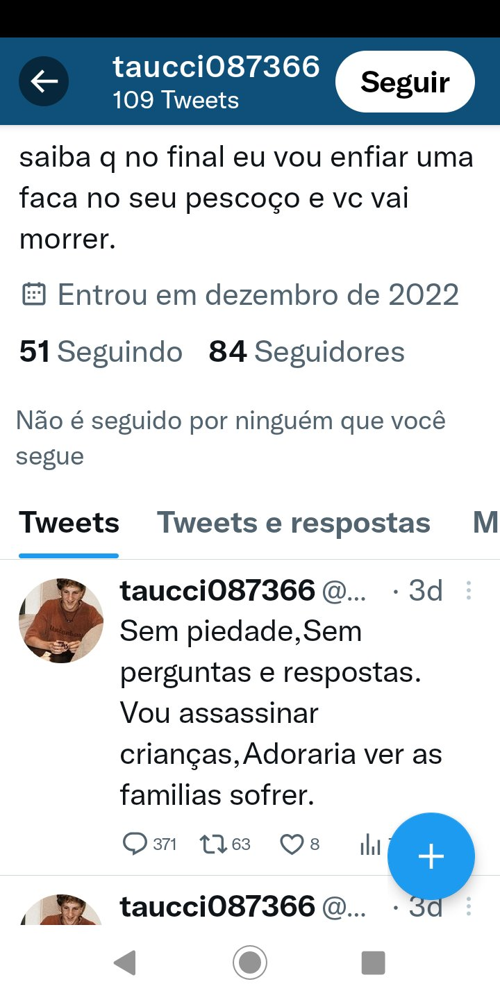 taucci087366
109 Tweets
Seguir
saiba q no final eu vou enfiar uma
faca no seu pescoço e vc vai
morrer.
Entrou em dezembro de 2022
51 Seguindo 84 Seguidores
Não é seguido por ninguém que você
segue
Tweets Tweets e respostas M
taucci087366 @... · 3d
Sem piedade,Sem
perguntas e respostas.
Vou assassinar
crianças,Adoraria ver as
familias sofrer.
371 63 8
taucci087366 @... · 3d